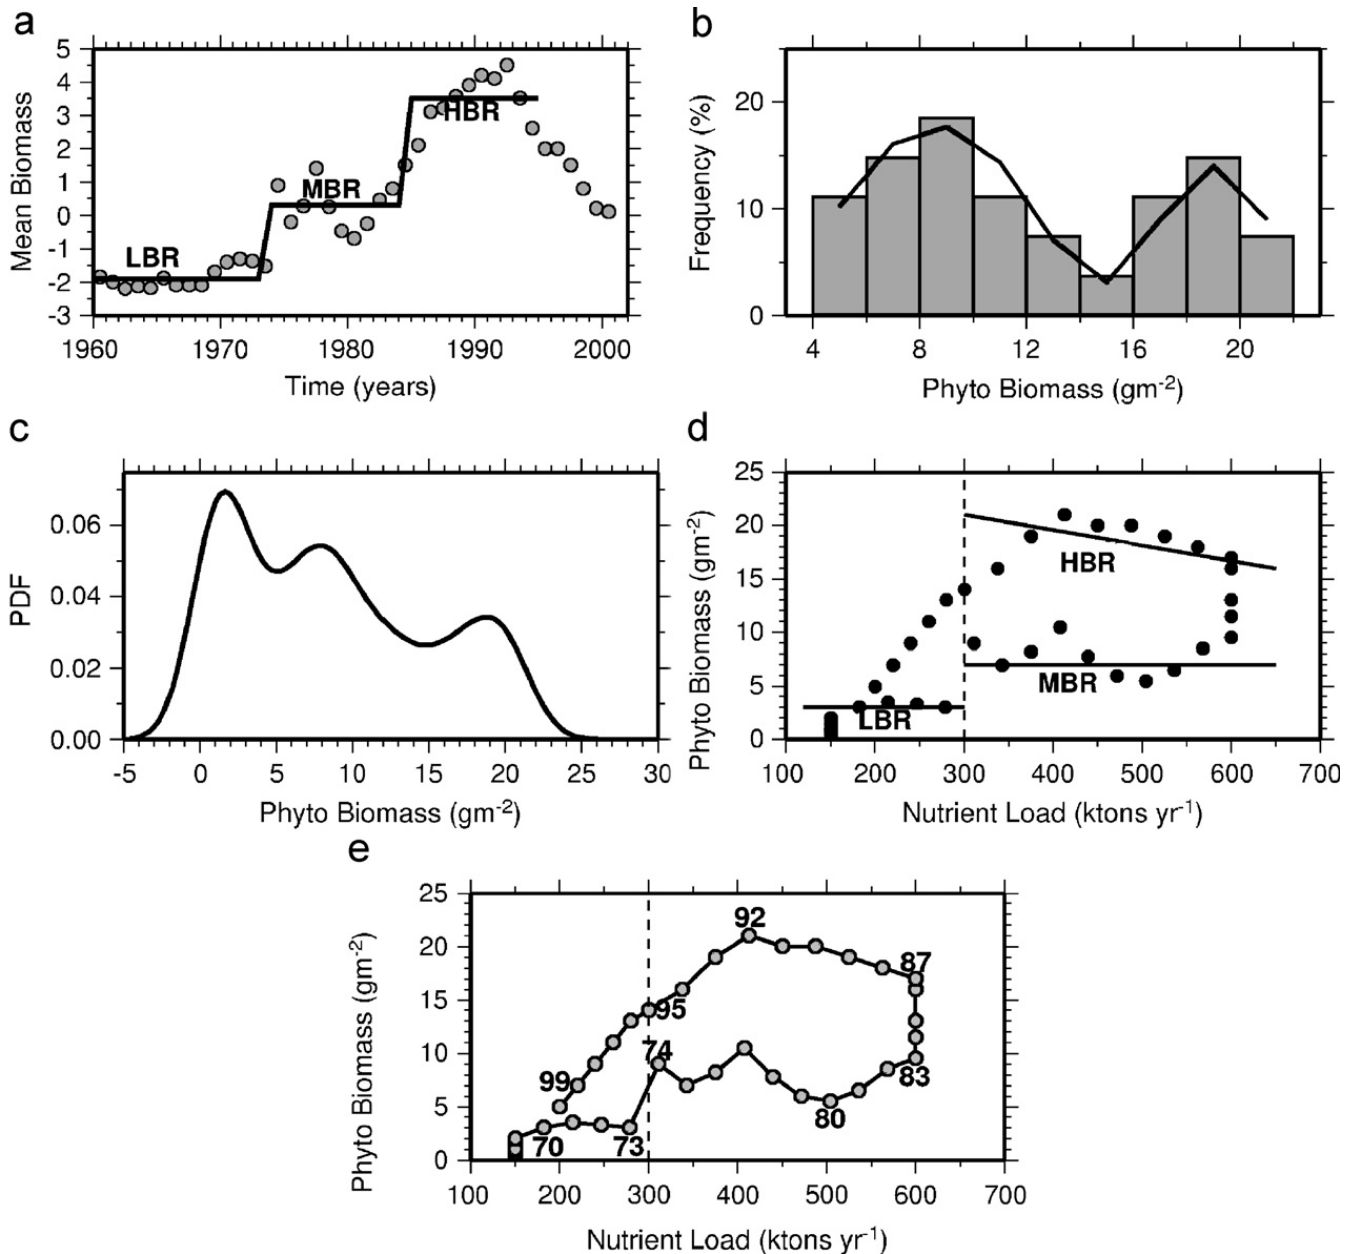 a
5
4
3
2
1
0
-1
-2
-3
Mean Biomass
LBR
MBR
HBR
1960 1970 1980 1990 2000
Time (years)
b
20
10
0
Frequency (%)
4 8 12 16 20
Phyto Biomass (gm-2)
c
0.06
0.04
0.02
0.00
PDF
-5 0 5 10 15 20 25 30
Phyto Biomass (gm-2)
d
25
20
15
10
5
0
Phyto Biomass (gm-2)
HBR
MBR
LBR
100 200 300 400 500 600 700
Nutrient Load (ktons yr-1)
e
25
20
15
10
5
0
Phyto Biomass (gm-2)
92
87
95
74
99
83
80
70 73
100 200 300 400 500 600 700
Nutrient Load (ktons yr-1)